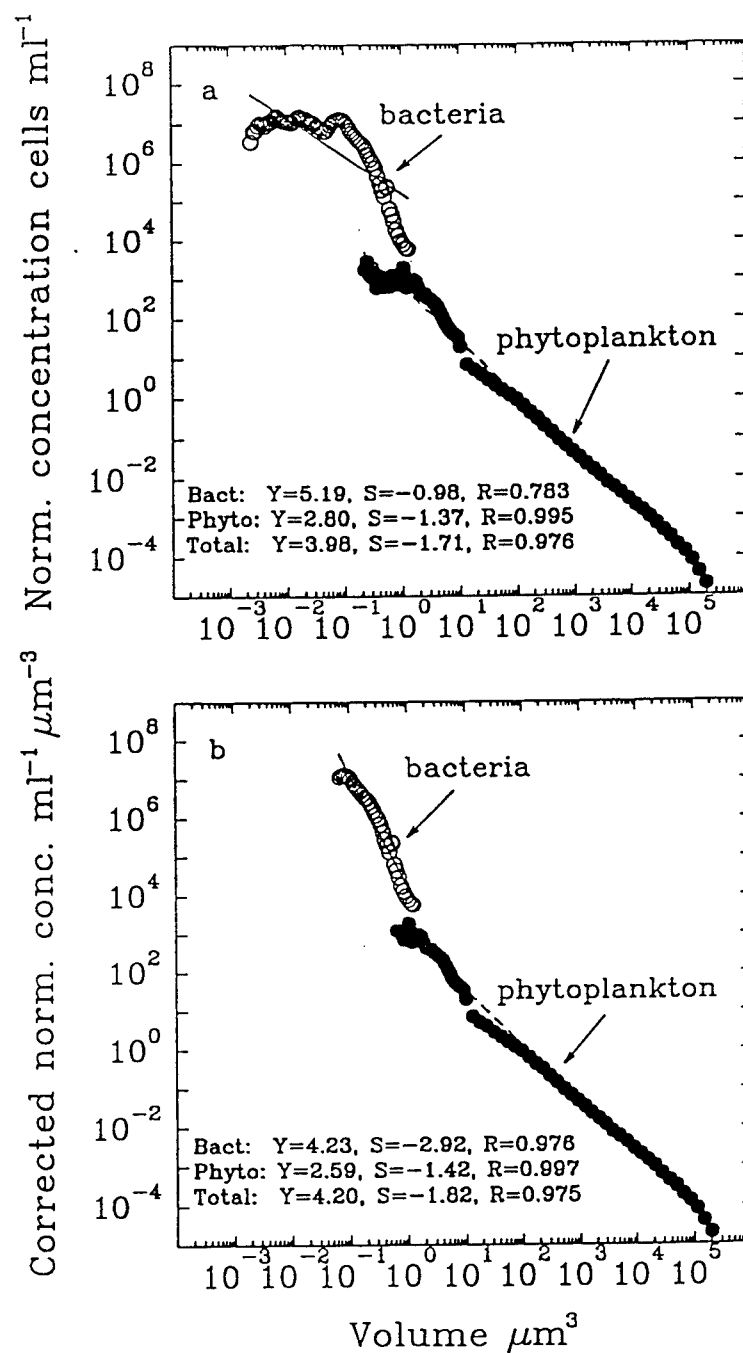 Norm. concentration cells ml⁻¹
10⁸
10⁶
10⁴
10²
10⁰
10⁻²
10⁻⁴
a
bacteria
phytoplankton
Bact: Y=5.19, S=−0.98, R=0.783
Phyto: Y=2.80, S=−1.37, R=0.995
Total: Y=3.98, S=−1.71, R=0.976
10⁻³ 10⁻² 10⁻¹ 10⁰ 10¹ 10² 10³ 10⁴ 10⁵
Corrected norm. conc. ml⁻¹ μm⁻³
10⁸
10⁶
10⁴
10²
10⁰
10⁻²
10⁻⁴
b
bacteria
phytoplankton
Bact: Y=4.23, S=−2.92, R=0.976
Phyto: Y=2.59, S=−1.42, R=0.997
Total: Y=4.20, S=−1.82, R=0.975
10⁻³ 10⁻² 10⁻¹ 10⁰ 10¹ 10² 10³ 10⁴ 10⁵
Volume μm³